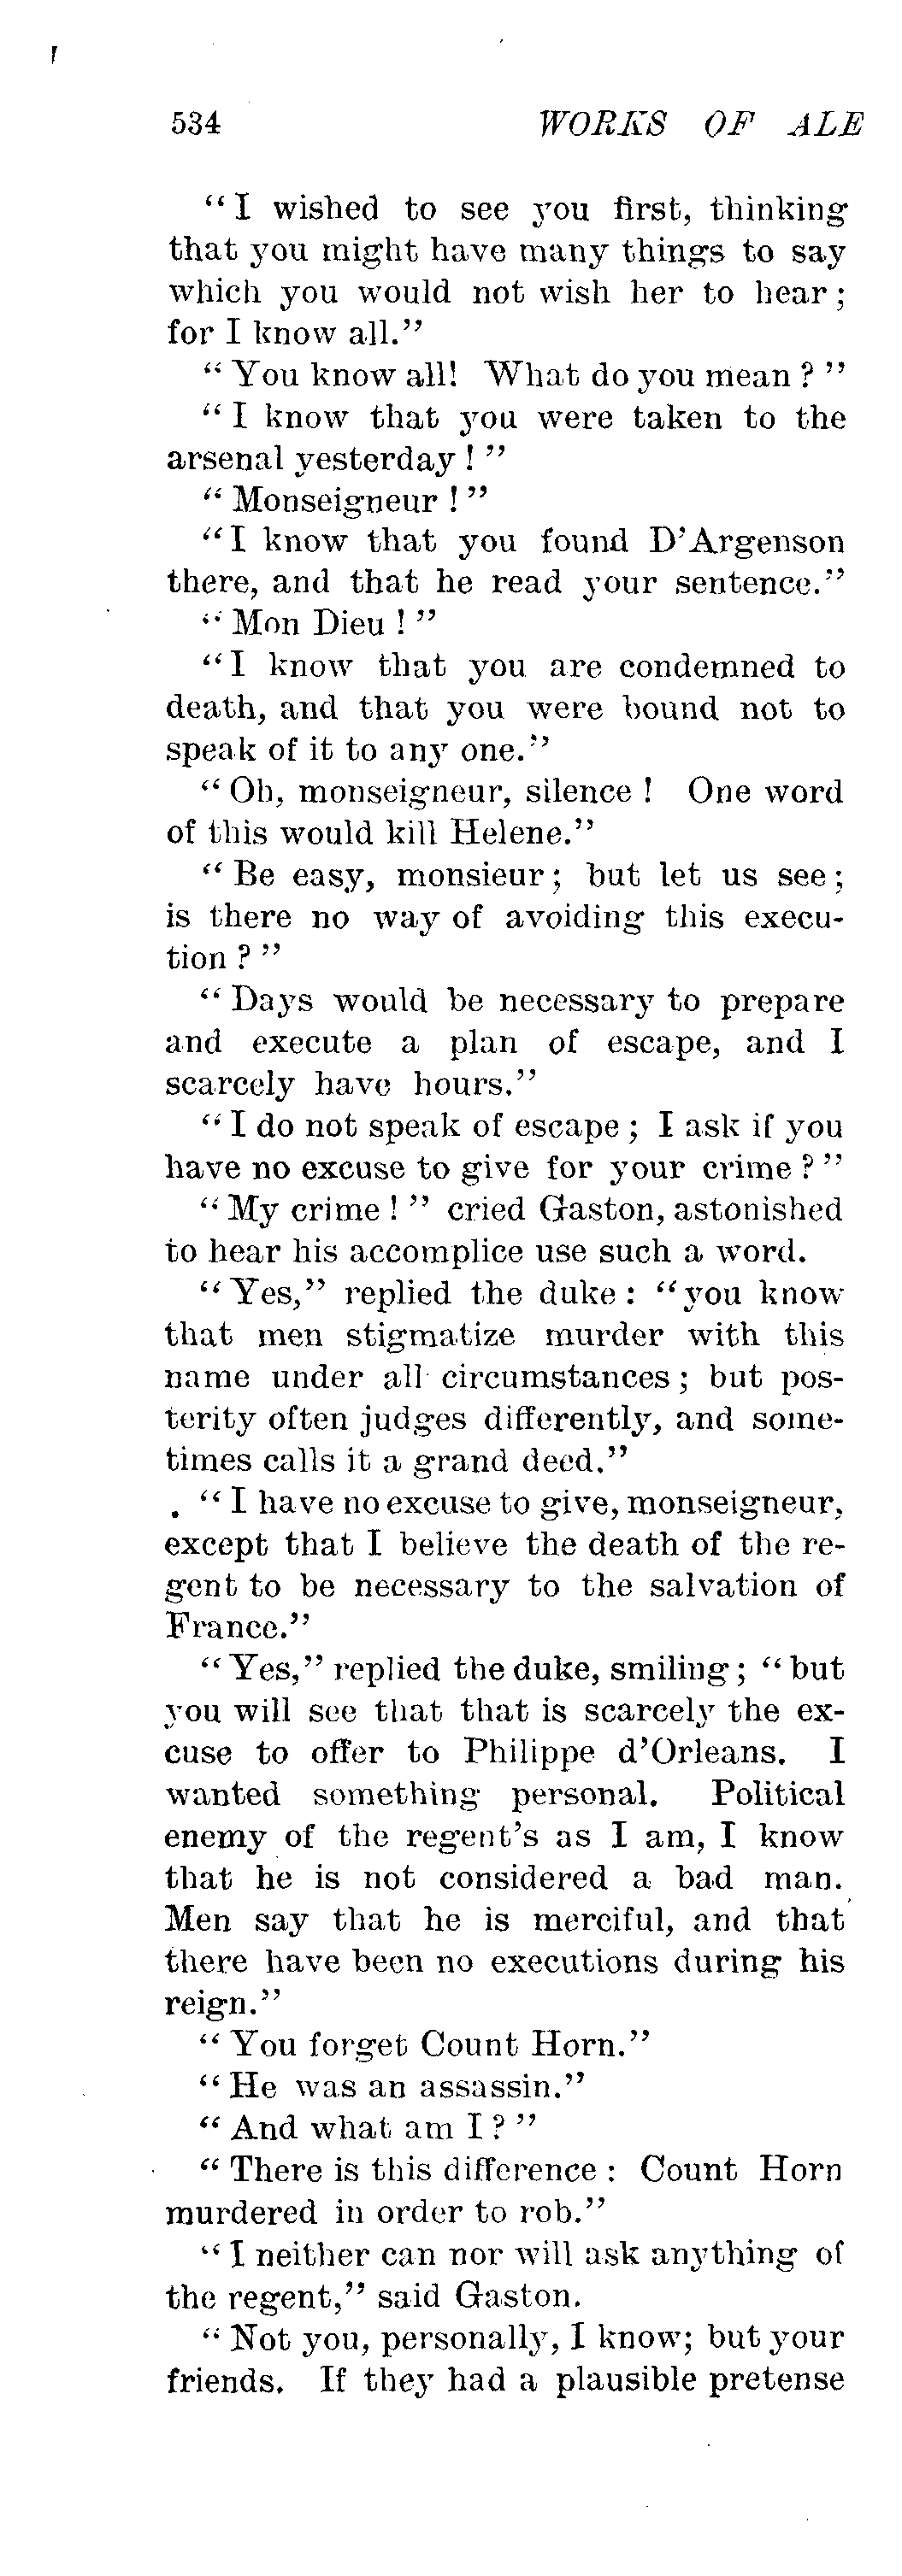 534 WORKS OF ALE
"I wished to see you first, thinking
that you might have many things to say
which you would not wish her to hear;
for I know all."
"You know all! What do you mean?"
"I know that you were taken to the
arsenal yesterday!"
"Monseigneur!"
"I know that you found D'Argenson
there, and that he read your sentence."
"Mon Dieu!"
"I know that you are condemned to
death, and that you were bound not to
speak of it to any one."
"Oh, monseigneur, silence! One word
of this would kill Helene."
"Be easy, monsieur; but let us see;
is there no way of avoiding this execu-
tion?"
"Days would be necessary to prepare
and execute a plan of escape, and I
scarcely have hours."
"I do not speak of escape; I ask if you
have no excuse to give for your crime?"
"My crime!" cried Gaston, astonished
to hear his accomplice use such a word.
"Yes," replied the duke: "you know
that men stigmatize murder with this
name under all circumstances; but pos-
terity often judges differently, and some-
times calls it a grand deed."
"I have no excuse to give, monseigneur,
except that I believe the death of the re-
gent to be necessary to the salvation of
France."
"Yes," replied the duke, smiling; "but
you will see that that is scarcely the ex-
cuse to offer to Philippe d'Orleans. I
wanted something personal. Political
enemy of the regent's as I am, I know
that he is not considered a bad man.
Men say that he is merciful, and that
there have been no executions during his
reign."
"You forget Count Horn."
"He was an assassin."
"And what am I?"
"There is this difference: Count Horn
murdered in order to rob."
"I neither can nor will ask anything of
the regent," said Gaston.
"Not you, personally, I know; but your
friends. If they had a plausible pretense